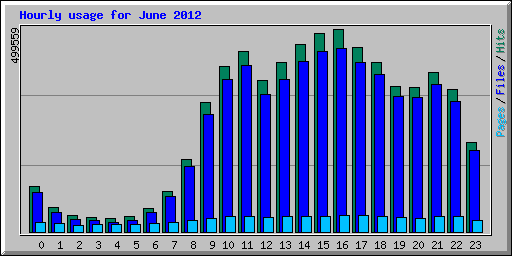 Hourly usage for June 2012
499559
Pages / Files / Hits
0 1 2 3 4 5 6 7 8 9 10 11 12 13 14 15 16 17 18 19 20 21 22 23